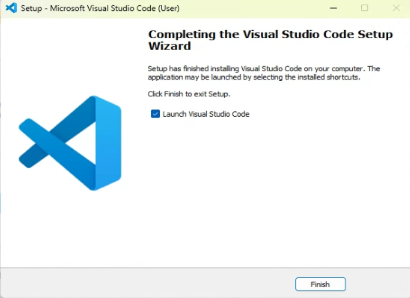 Setup - Microsoft Visual Studio Code (User)
Completing the Visual Studio Code Setup
Wizard
Setup has finished installing Visual Studio Code on your computer. The
application may be launched by selecting the installed shortcuts.
Click Finish to exit Setup.
Launch Visual Studio Code
Finish